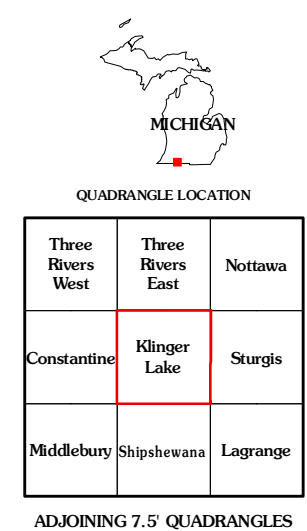 MICHIGAN
QUADRANGLE LOCATION
Three
Rivers
West
Three
Rivers
East
Nottawa
Constantine
Klinger
Lake
Sturgis
Middlebury
Shipshewana
Lagrange
ADJOINING 7.5' QUADRANGLES